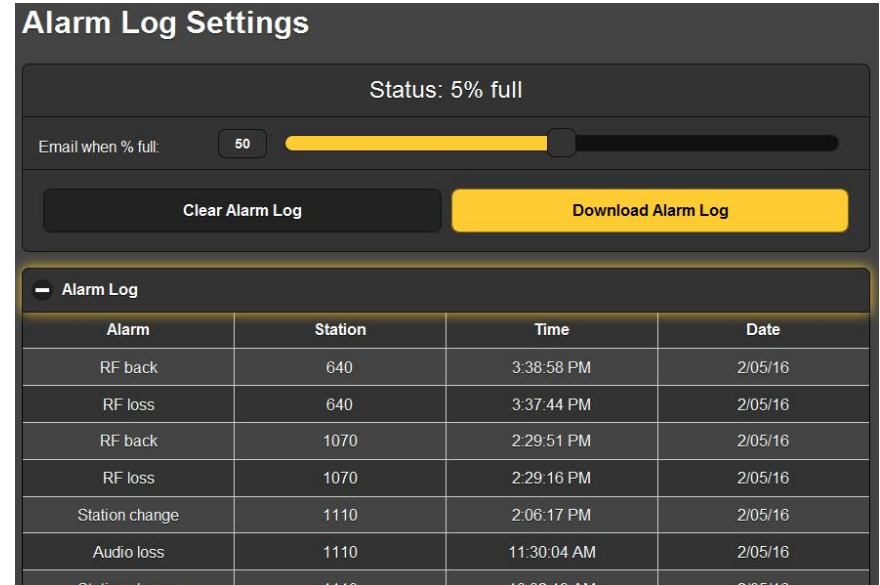 Alarm Log Settings
Status: 5% full
Email when % full: 50
Clear Alarm Log Download Alarm Log
Alarm Log
Alarm Station Time Date
RF back 640 3:38:58 PM 2/05/16
RF loss 640 3:37:44 PM 2/05/16
RF back 1070 2:29:51 PM 2/05/16
RF loss 1070 2:29:16 PM 2/05/16
Station change 1110 2:06:17 PM 2/05/16
Audio loss 1110 11:30:04 AM 2/05/16